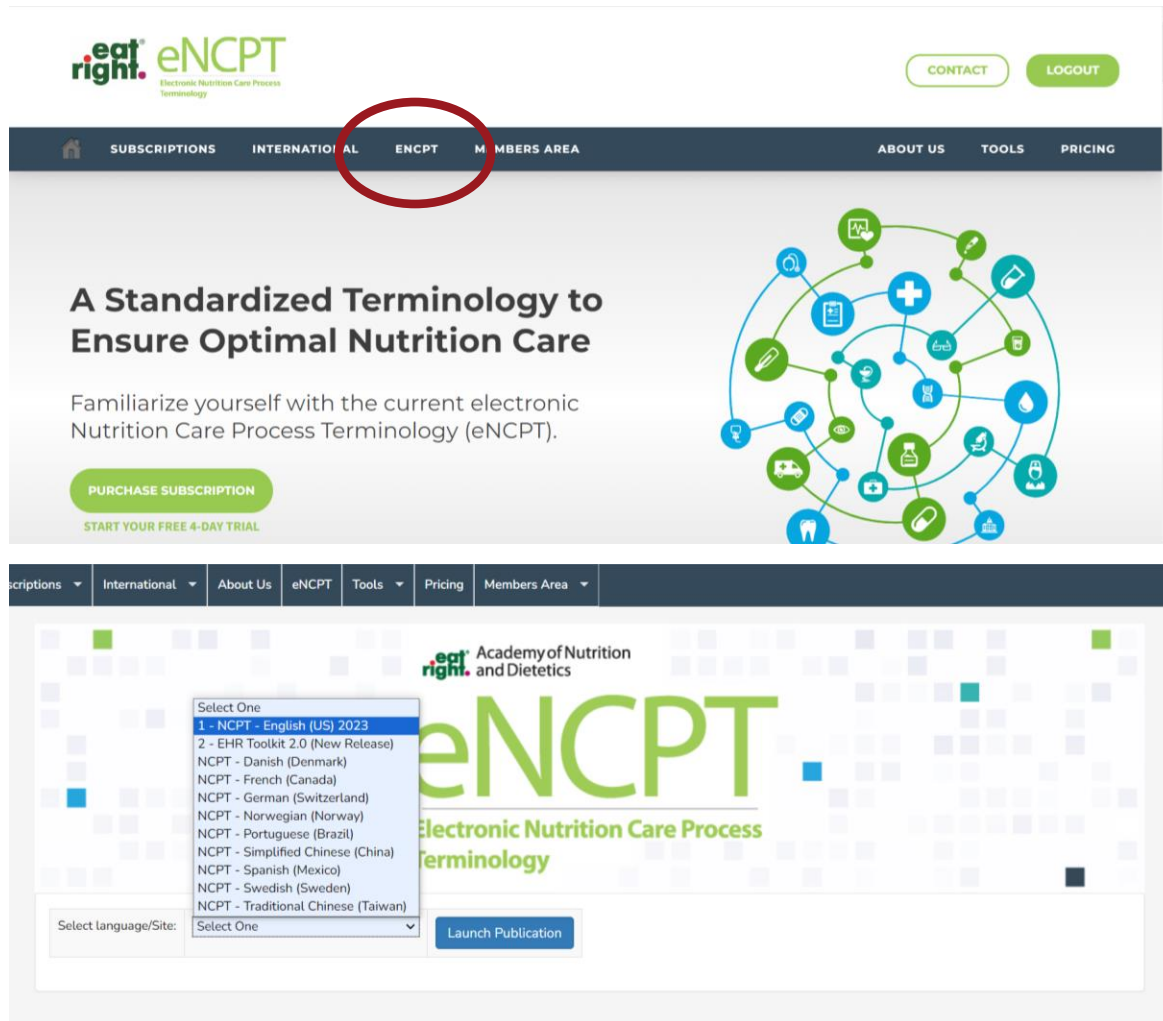 eat
right. eNCPT
Electronic Nutrition Care Process
Terminology
CONTACT LOGOUT
SUBSCRIPTIONS INTERNATIONAL ENCPT MEMBERS AREA ABOUT US TOOLS PRICING
A Standardized Terminology to
Ensure Optimal Nutrition Care
Familiarize yourself with the current electronic
Nutrition Care Process Terminology (eNCPT).
PURCHASE SUBSCRIPTION
START YOUR FREE 4-DAY TRIAL
scriptions International About Us eNCPT Tools Pricing Members Area
eat
right. Academy of Nutrition
and Dietetics
eNCPT
Electronic Nutrition Care Process
Terminology
Select One
1 - NCPT - English (US) 2023
2 - EHR Toolkit 2.0 (New Release)
NCPT - Danish (Denmark)
NCPT - French (Canada)
NCPT - German (Switzerland)
NCPT - Norwegian (Norway)
NCPT - Portuguese (Brazil)
NCPT - Simplified Chinese (China)
NCPT - Spanish (Mexico)
NCPT - Swedish (Sweden)
NCPT - Traditional Chinese (Taiwan)
Select language/Site: Select One Launch Publication